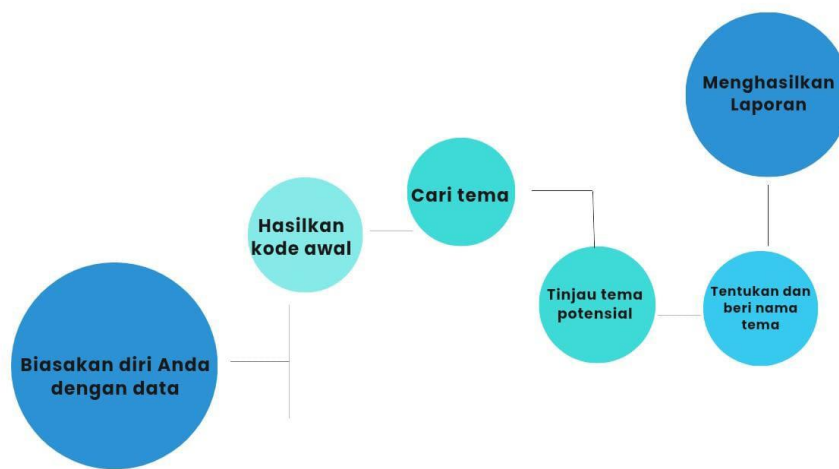 Biasakan diri Anda
dengan data
Hasilkan
kode awal
Cari tema
Tinjau tema
potensial
Tentukan dan
beri nama
tema
Menghasilkan
Laporan